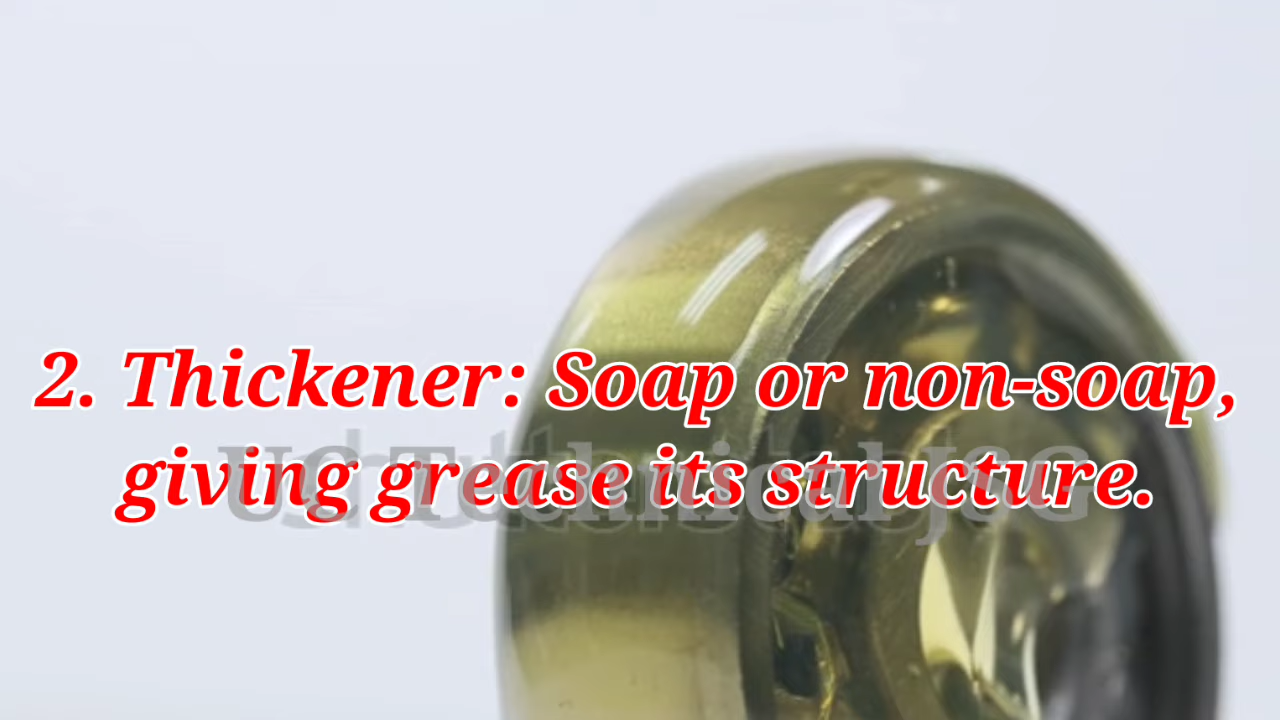 2. Thickener: Soap or non-soap,
giving grease its structure.